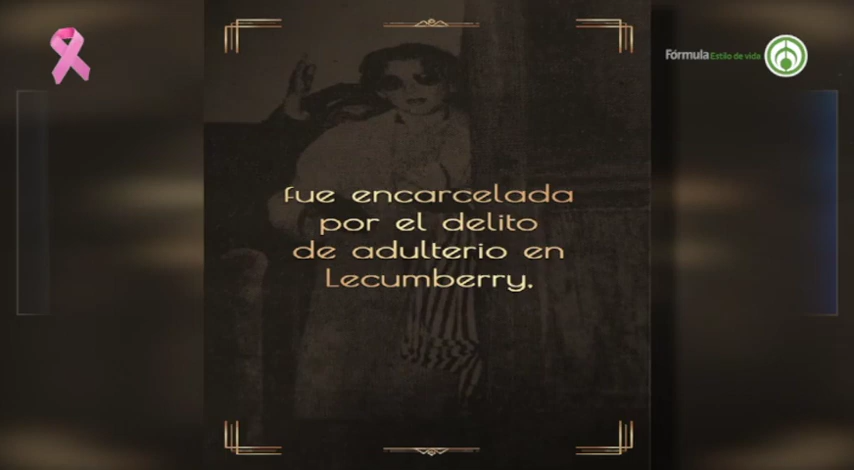 Fórmula Estilo de vida
fue encarcelada
por el delito
de adulterio en
Lecumberry.